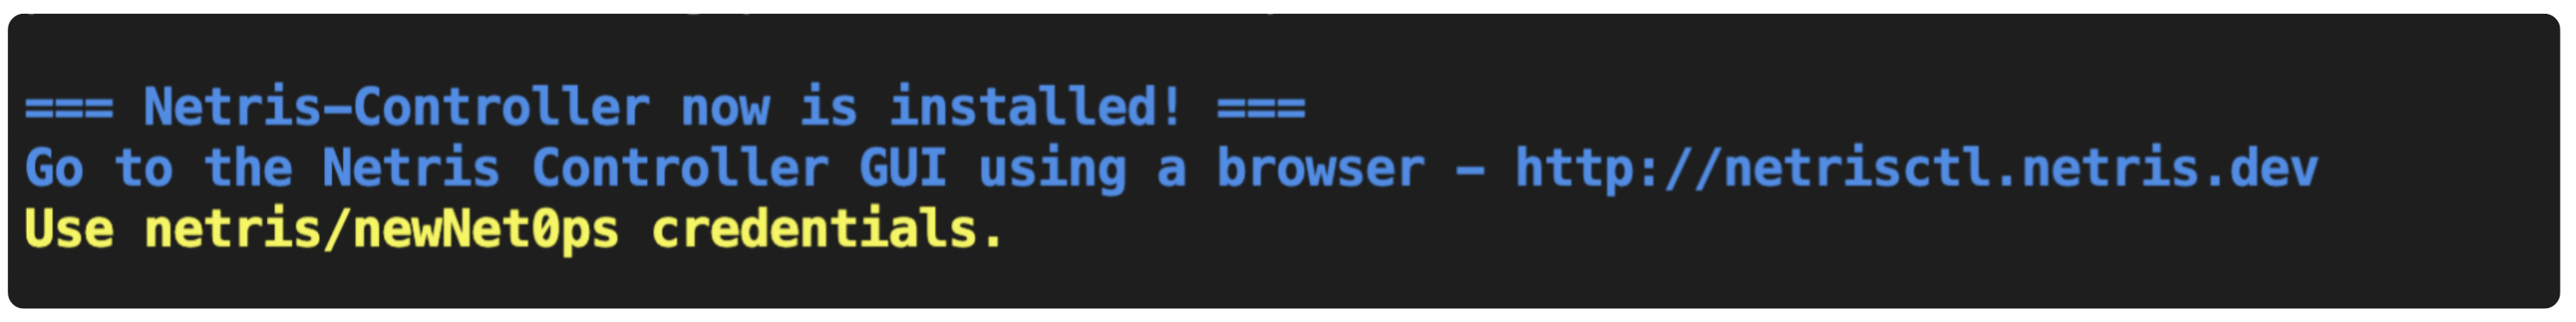 === Netris-Controller now is installed! ===
Go to the Netris Controller GUI using a browser - http://netrisctl.netris.dev
Use netris/newNet0ps credentials.